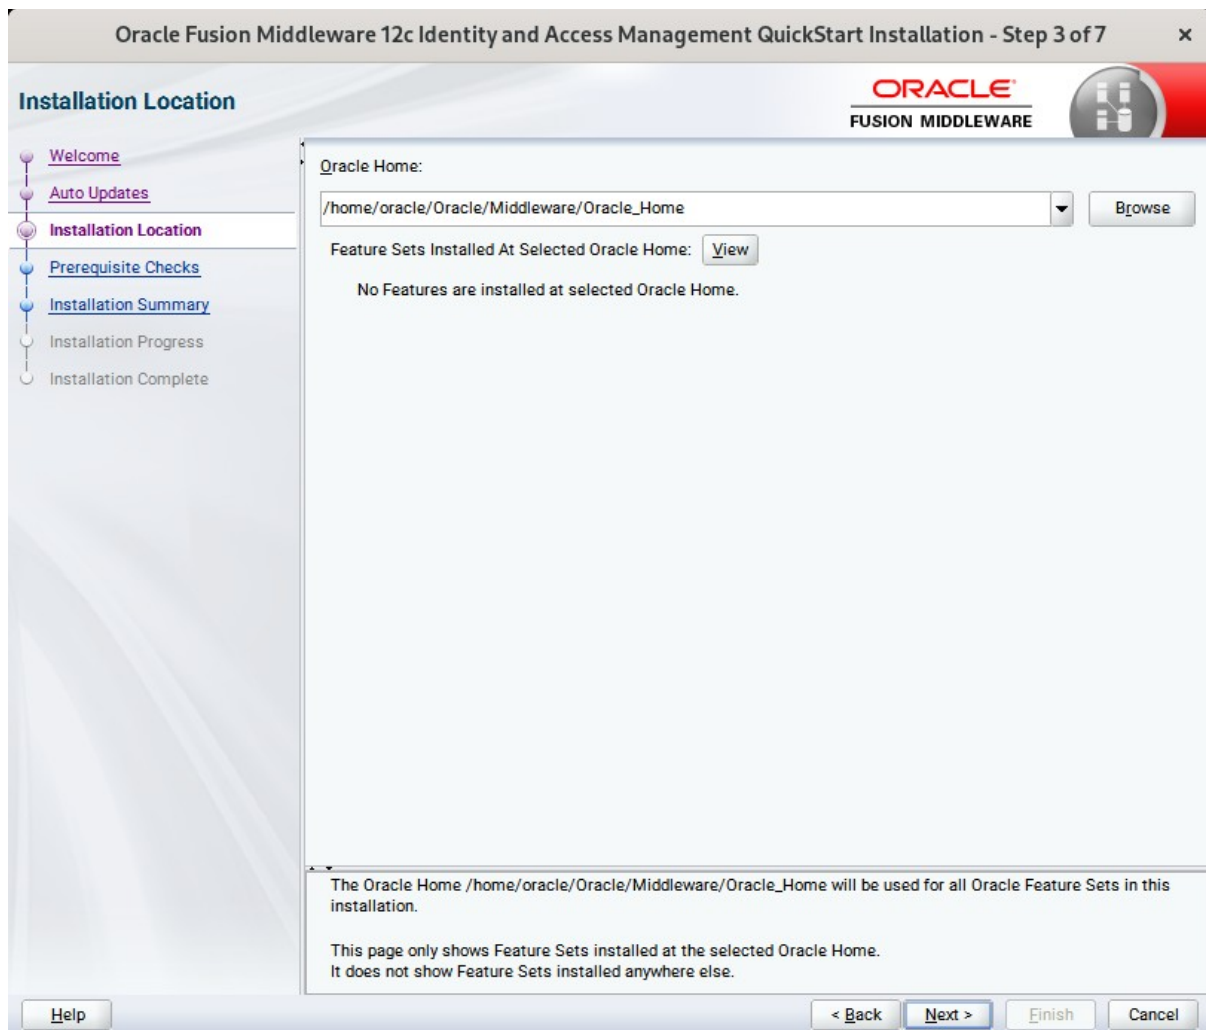 Oracle Fusion Middleware 12c Identity and Access Management QuickStart Installation - Step 3 of 7
Installation Location
ORACLE
FUSION MIDDLEWARE
Welcome
Auto Updates
Installation Location
Prerequisite Checks
Installation Summary
Installation Progress
Installation Complete
Oracle Home:
/home/oracle/Oracle/Middleware/Oracle_Home
Browse
Feature Sets Installed At Selected Oracle Home: View
No Features are installed at selected Oracle Home.
The Oracle Home /home/oracle/Oracle/Middleware/Oracle_Home will be used for all Oracle Feature Sets in this
installation.
This page only shows Feature Sets installed at the selected Oracle Home.
It does not show Feature Sets installed anywhere else.
Help
< Back
Next >
Finish
Cancel